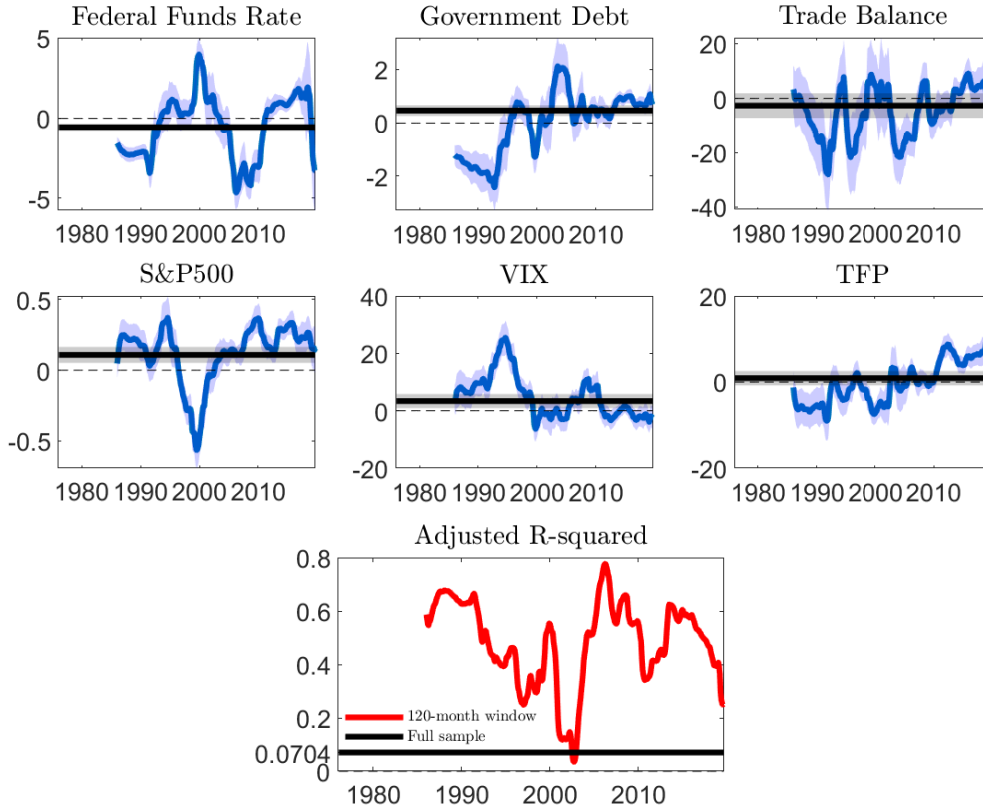 Federal Funds Rate Government Debt Trade Balance
5 2 20
0 0 0
-20
-5 -2 -40
1980 1990 2000 2010 1980 1990 2000 2010 1980 1990 2000 2010
S&P500 VIX TFP
0.5 40 20
20
0 0 0
-0.5
-20 -20
1980 1990 2000 2010 1980 1990 2000 2010 1980 1990 2000 2010
Adjusted R-squared
0.8
0.6
0.4
0.2
120-month window
Full sample
0.0704
0
1980 1990 2000 2010